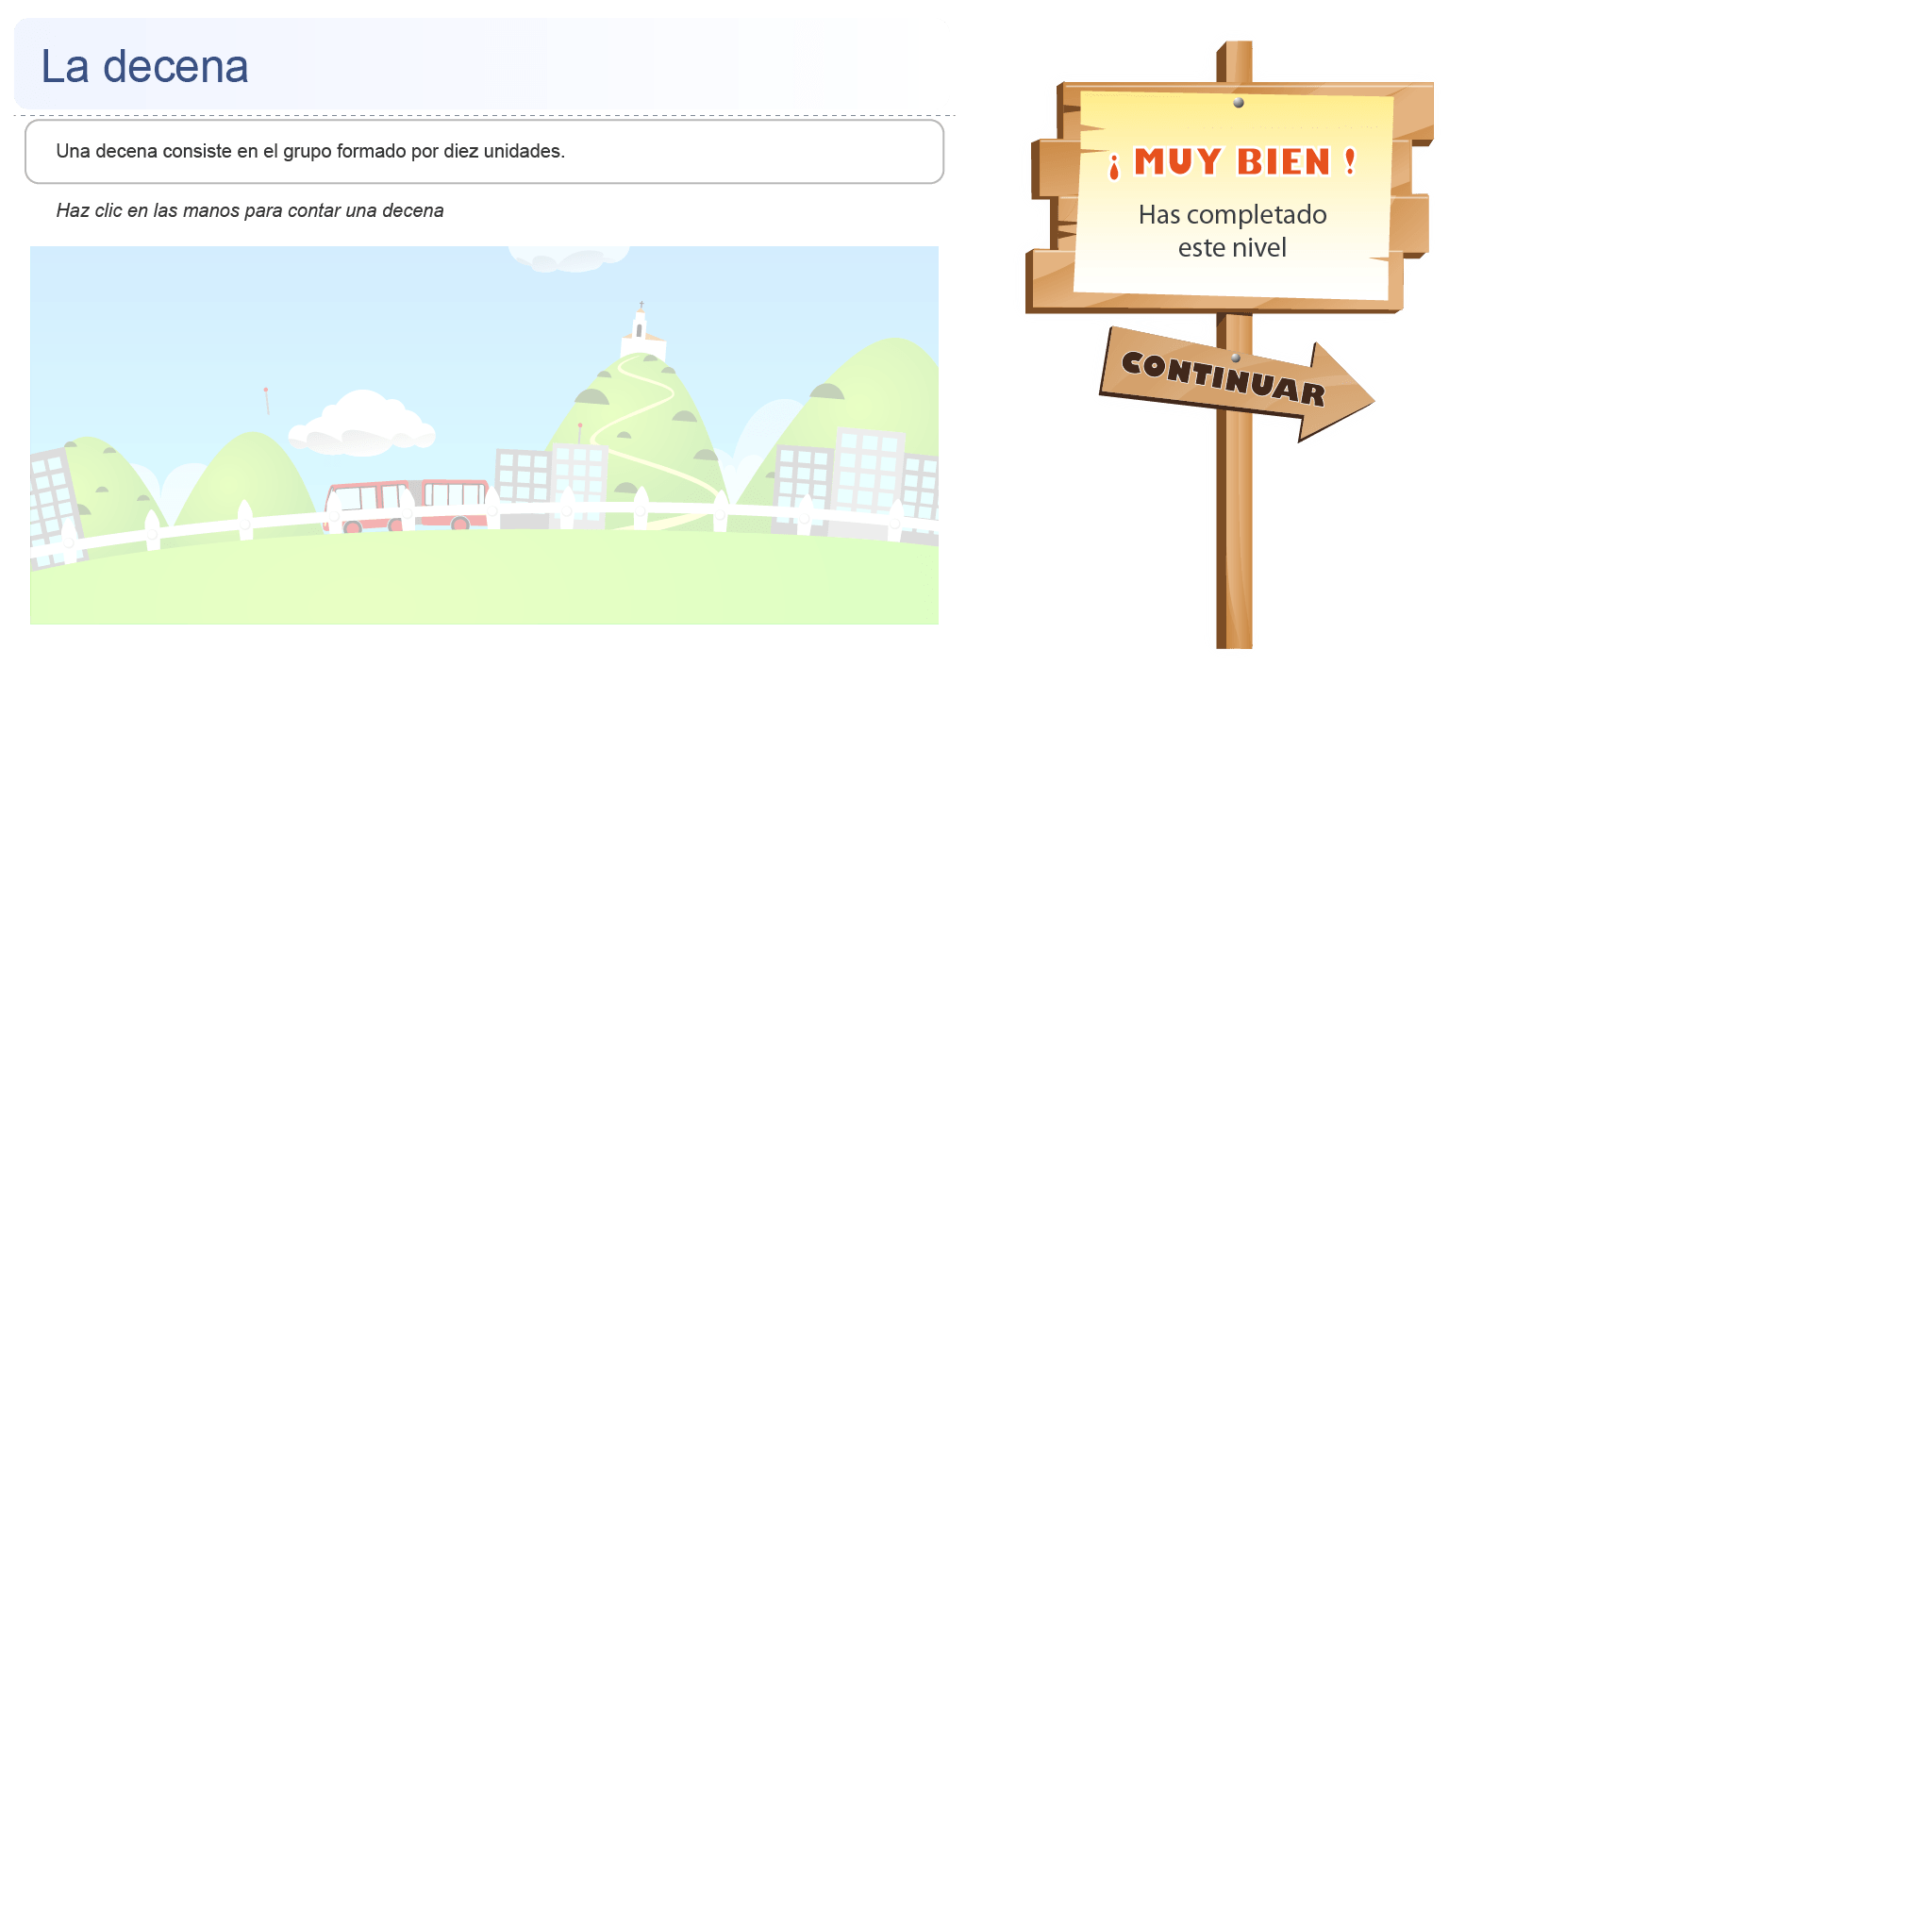 La decena
Una decena consiste en el grupo formado por diez unidades.
Haz clic en las manos para contar una decena
¡ MUY BIEN !
Has completado
este nivel
CONTINUAR